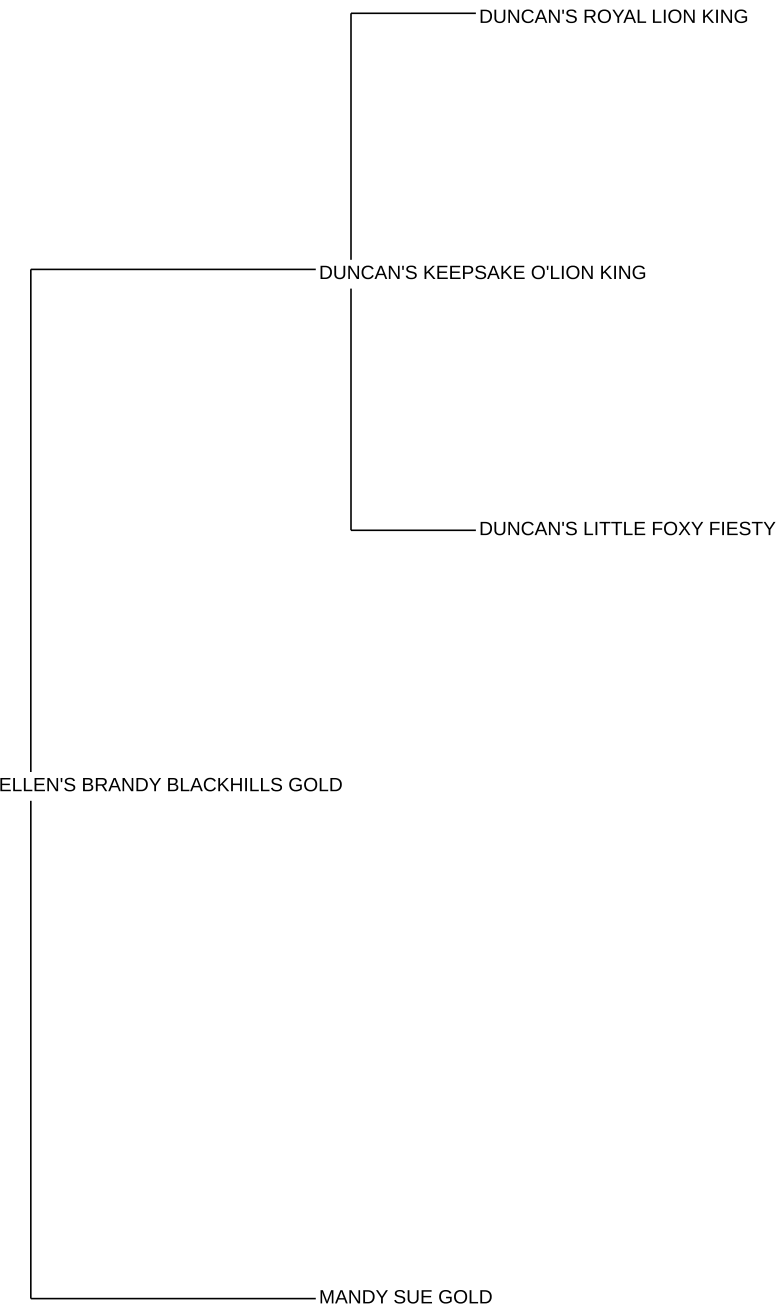 DUNCAN'S ROYAL LION KING
DUNCAN'S KEEPSAKE O'LION KING
DUNCAN'S LITTLE FOXY FIESTY
ELLEN'S BRANDY BLACKHILLS GOLD
MANDY SUE GOLD